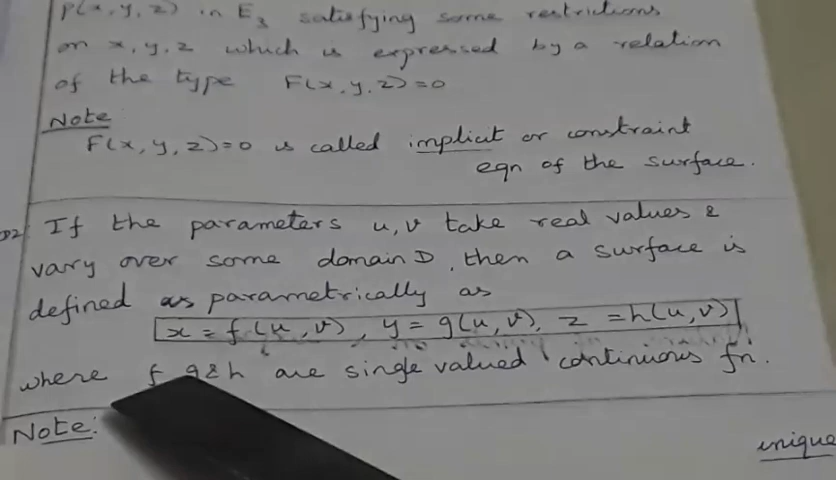 P(x, y, z) in E3 satisfying some restrictions
on x, y, z which is expressed by a relation
of the type F(x, y, z) = 0
Note
F(x, y, z) = 0 is called implicit or constraint
eqn of the surface.
D2 If the parameters u, v take real values &
vary over some domain D, then a surface is
defined as parametrically as
x = f(u, v), y = g(u, v), z = h(u, v)
where f g & h are single valued continuous fn.
Note:
unique